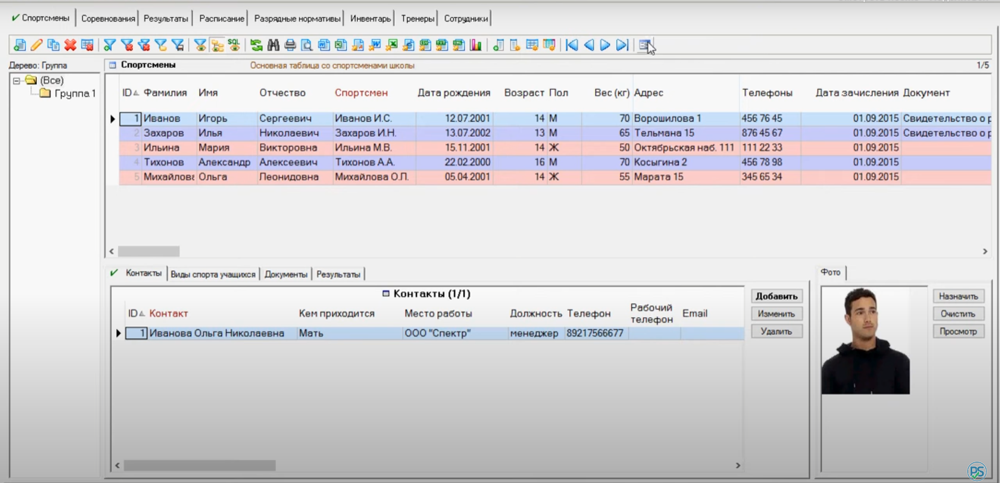 Спортсмены Соревнования Результаты Расписание Разрядные нормативы Инвентарь Тренеры Сотрудники
SQL
Дерево: Группа
(Все)
Группа 1
Спортсмены Основная таблица со спортсменами школы 1/5
ID Фамилия Имя Отчество Спортсмен Дата рождения Возраст Пол Вес (кг) Адрес Телефоны Дата зачисления Документ
1 Иванов Игорь Сергеевич Иванов И.С. 12.07.2001 14 М 70 Ворошилова 1 456 76 45 01.09.2015 Свидетельство о р
2 Захаров Илья Николаевич Захаров И.Н. 13.07.2002 13 М 65 Тельмана 15 876 45 67 01.09.2015 Свидетельство о р
3 Ильина Мария Викторовна Ильина М.В. 15.11.2001 14 Ж 50 Октябрьская наб. 111 111 22 33 01.09.2015
4 Тихонов Александр Алексеевич Тихонов А.А. 22.02.2000 16 М 70 Косыгина 2 456 78 98 01.09.2015
5 Михайлова Ольга Леонидовна Михайлова О.Л. 05.04.2001 14 Ж 55 Марата 15 345 65 34 01.09.2015
Контакты Виды спорта учащихся Документы Результаты
Контакты (1/1)
ID Контакт Кем приходится Место работы Должность Телефон Рабочий телефон Email
1 Иванова Ольга Николаевна Мать ООО "Спектр" менеджер 89217566677
Добавить
Изменить
Удалить
Фото
Назначить
Очистить
Просмотр
PS